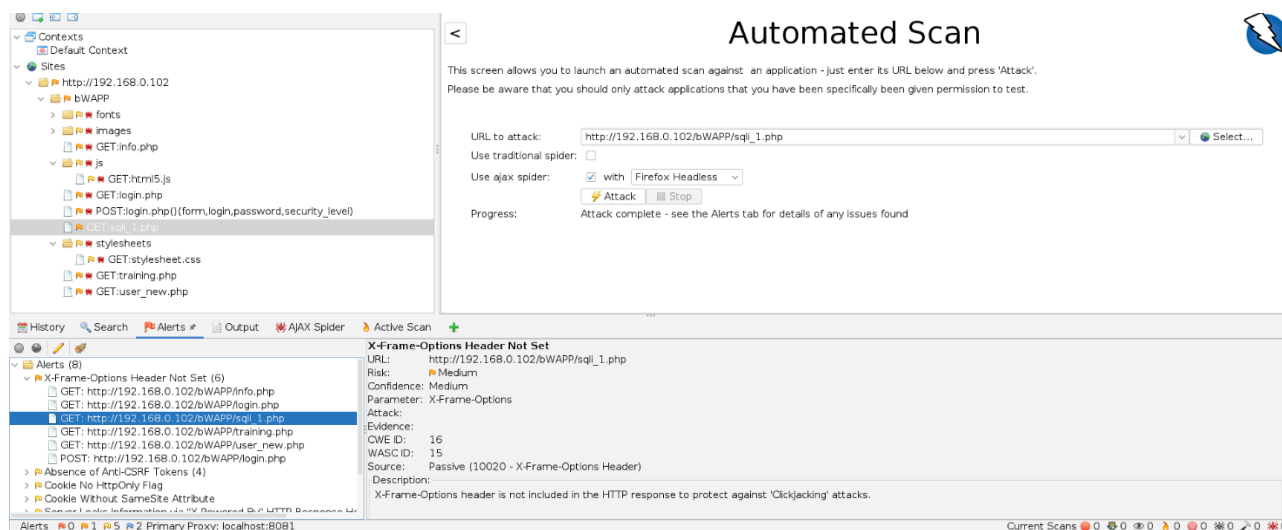 Contexts
Default Context
Sites
http://192.168.0.102
bWAPP
fonts
images
GET:info.php
js
GET:html5.js
GET:login.php
POST:login.php()(form,login,password,security_level)
GET:sqli_1.php
stylesheets
GET:stylesheet.css
GET:training.php
GET:user_new.php
<
Automated Scan
This screen allows you to launch an automated scan against an application - just enter its URL below and press 'Attack'.
Please be aware that you should only attack applications that you have been specifically been given permission to test.
URL to attack: http://192.168.0.102/bWAPP/sqli_1.php Select...
Use traditional spider:
Use ajax spider: with Firefox Headless
Attack Stop
Progress: Attack complete - see the Alerts tab for details of any issues found
History Search Alerts Output AJAX Spider Active Scan
Alerts (8)
X-Frame-Options Header Not Set (6)
GET: http://192.168.0.102/bWAPP/info.php
GET: http://192.168.0.102/bWAPP/login.php
GET: http://192.168.0.102/bWAPP/sqli_1.php
GET: http://192.168.0.102/bWAPP/training.php
GET: http://192.168.0.102/bWAPP/user_new.php
POST: http://192.168.0.102/bWAPP/login.php
Absence of Anti-CSRF Tokens (4)
Cookie No HttpOnly Flag
Cookie Without SameSite Attribute
Server Leaks Information via "X-Powered-By" HTTP Response He
X-Frame-Options Header Not Set
URL: http://192.168.0.102/bWAPP/sqli_1.php
Risk: Medium
Confidence: Medium
Parameter: X-Frame-Options
Attack:
Evidence:
CWE ID: 16
WASC ID: 15
Source: Passive (10020 - X-Frame-Options Header)
Description:
X-Frame-Options header is not included in the HTTP response to protect against 'ClickJacking' attacks.
Alerts 0 1 5 2 Primary Proxy: localhost:8081
Current Scans 0 0 0 0 0 0 0